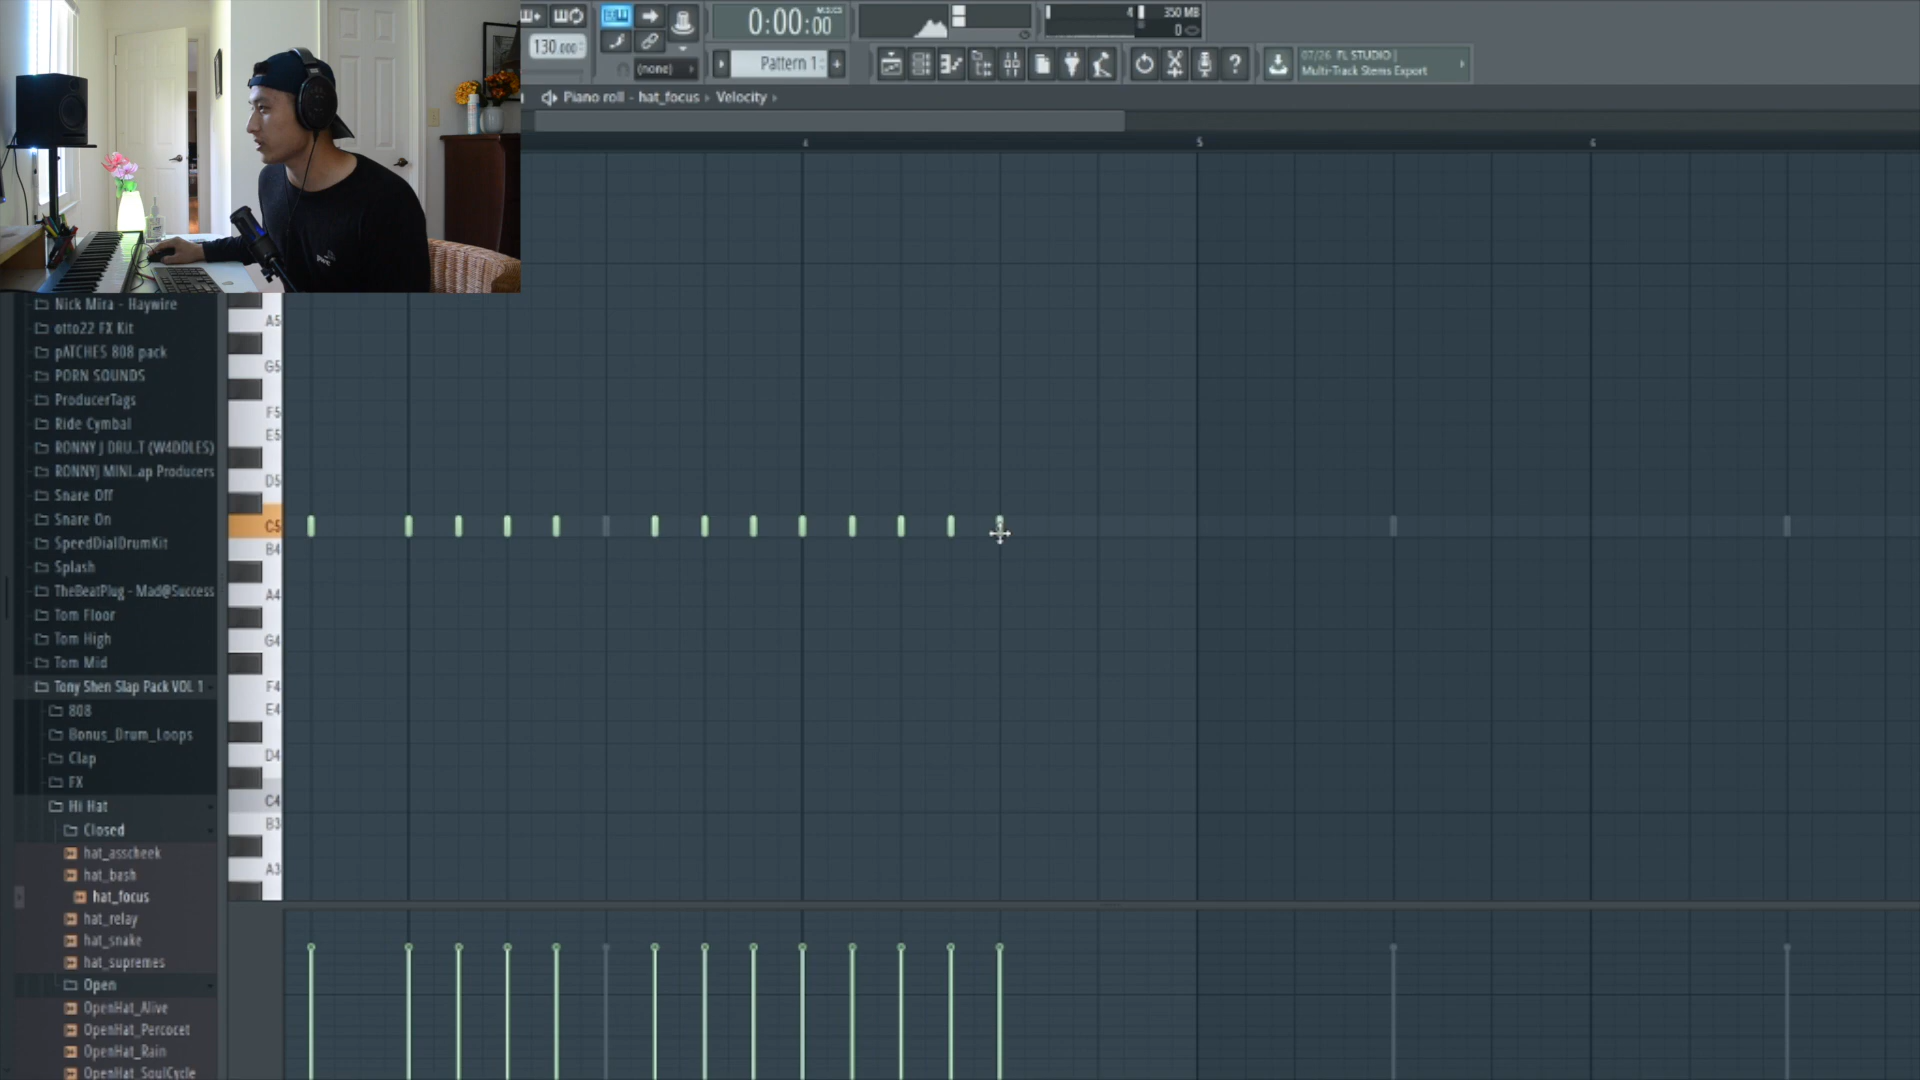 130.000
0:00:00
M:S:CS
4
350 MB
0
(none)
Pattern 1
07/26 FL STUDIO |
Multi-Track Stems Export
Piano roll - hat_focus
Velocity
4
5
6
Nick Mira - Haywire
otto22 FX Kit
pATCHES 808 pack
PORN SOUNDS
ProducerTags
Ride Cymbal
RONNY J DRU..T (W4DDLES)
RONNYJ MINI..ap Producers
Snare Off
Snare On
SpeedDialDrumKit
Splash
TheBeatPlug - Mad@Success
Tom Floor
Tom High
Tom Mid
Tony Shen Slap Pack VOL 1
808
Bonus_Drum_Loops
Clap
FX
Hi Hat
Closed
hat_asscheek
hat_bash
hat_focus
hat_relay
hat_snake
hat_supremes
Open
OpenHat_Alive
OpenHat_Percocet
OpenHat_Rain
OpenHat_SoulCycle
A5
G5
F5
E5
D5
C5
B4
A4
G4
F4
E4
D4
C4
B3
A3